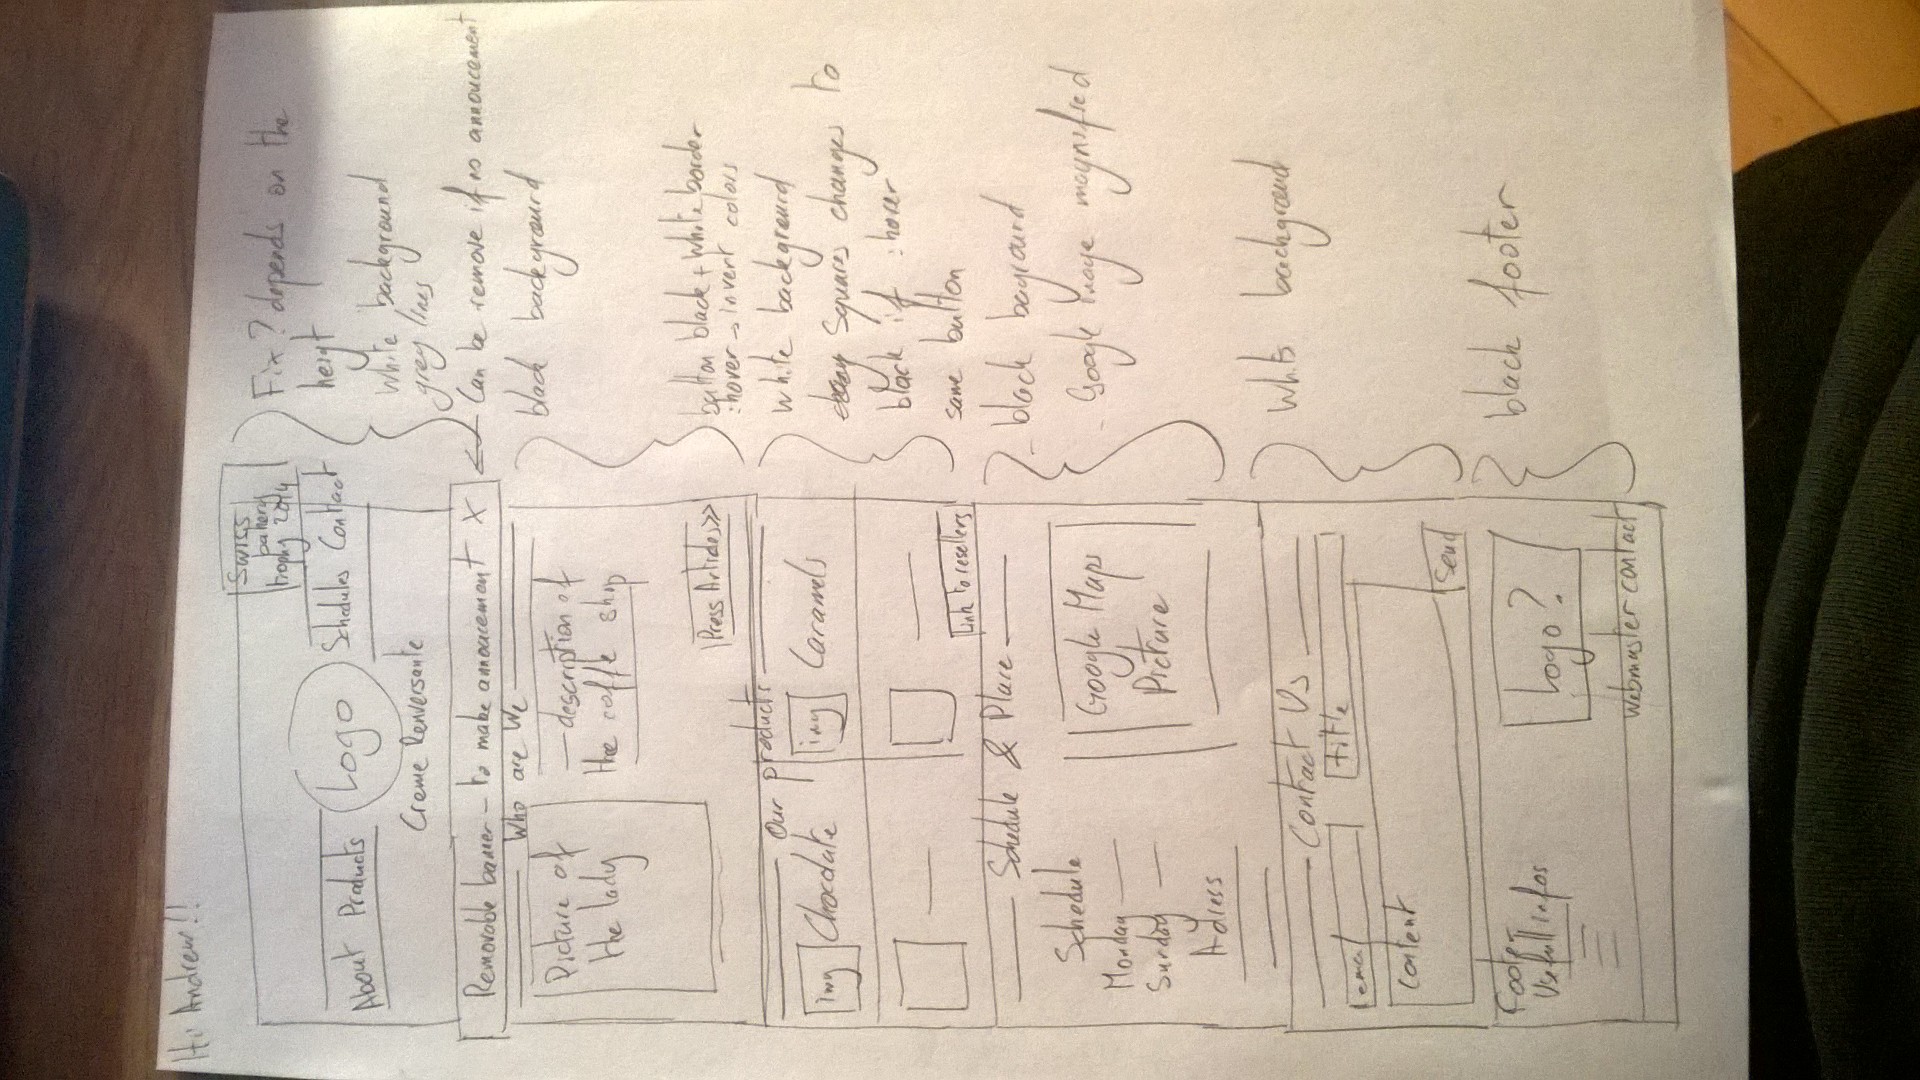 Hi Andrew!!
Swiss
bakery
trophy 2014
About Products
Logo
Schedules Contact
Creme Renversante
Fix? depends on the
heigt
white background
grey lines
Removable banner - to make annoucement X
Can be remove if no annoucement
Who are We
black background
Picture of
the lady
description of
the coffe shop
Press Articles >>
button black + white border
:hover → invert colors
Our products
white background
img Chocolate
img Caramels
Squares changes to
black if :hover
Link to resellers
same button
Schedule & Place
- black baground
Schedule
Monday
Sunday
Adress
Google Maps
Picture
- Google image magnified
Contact Us
white background
email
title
Content
Send
Footer
Usefull infos
Logo?
webmaster contact
black footer